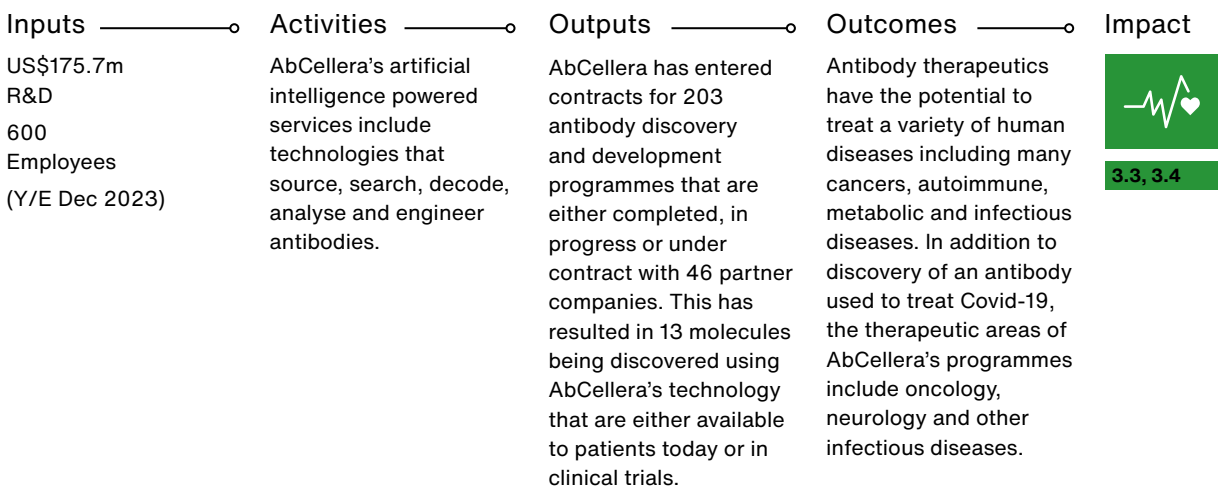 Inputs
US$175.7m
R&D
600
Employees
(Y/E Dec 2023)
Activities
AbCellera’s artificial
intelligence powered
services include
technologies that
source, search, decode,
analyse and engineer
antibodies.
Outputs
AbCellera has entered
contracts for 203
antibody discovery
and development
programmes that are
either completed, in
progress or under
contract with 46 partner
companies. This has
resulted in 13 molecules
being discovered using
AbCellera’s technology
that are either available
to patients today or in
clinical trials.
Outcomes
Antibody therapeutics
have the potential to
treat a variety of human
diseases including many
cancers, autoimmune,
metabolic and infectious
diseases. In addition to
discovery of an antibody
used to treat Covid-19,
the therapeutic areas of
AbCellera’s programmes
include oncology,
neurology and other
infectious diseases.
Impact
3.3, 3.4